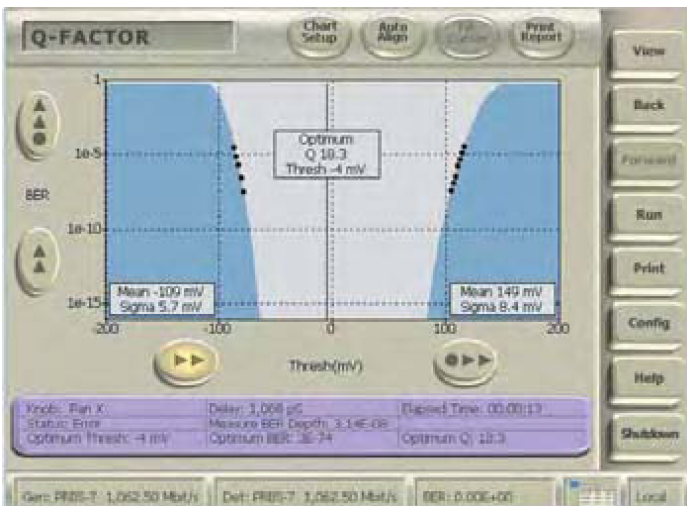 Q-FACTOR
Chart Setup
Auto Align
Print Report
View
Back
Forward
Run
Print
Config
Help
Shutdown
BER
1
1e-5
1e-10
1e-15
Optimum
Q 18.3
Thresh -4 mV
Mean -109 mV
Sigma 5.7 mV
Mean 149 mV
Sigma 8.4 mV
-200
-100
0
100
200
Thresh(mV)
Knob: Pan X
Delay: 1,068 pS
Elapsed Time: 00:00:13
Status: Error
Measure BER Depth: 3.14E-08
Optimum Thresh: -4 mV
Optimum BER: 3E-74
Optimum Q: 18.3
Gen: PRBS-7 1,062.50 Mbit/s
Det: PRBS-7 1,062.50 Mbit/s
BER: 0.00E+00
Local